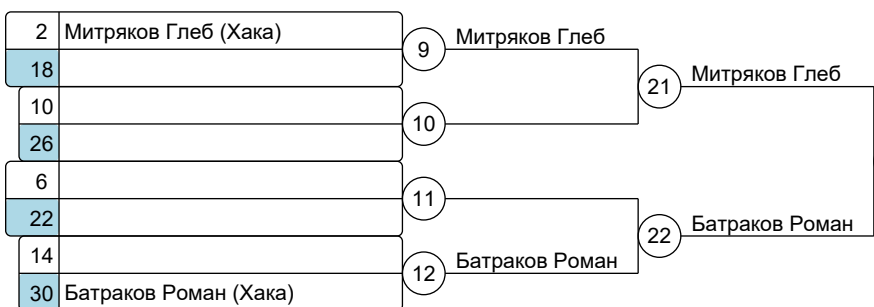 2 Митряков Глеб (Хака)
18
10
26
6
22
14
30 Батраков Роман (Хака)
9 Митряков Глеб
10
11
12 Батраков Роман
21 Митряков Глеб
22 Батраков Роман